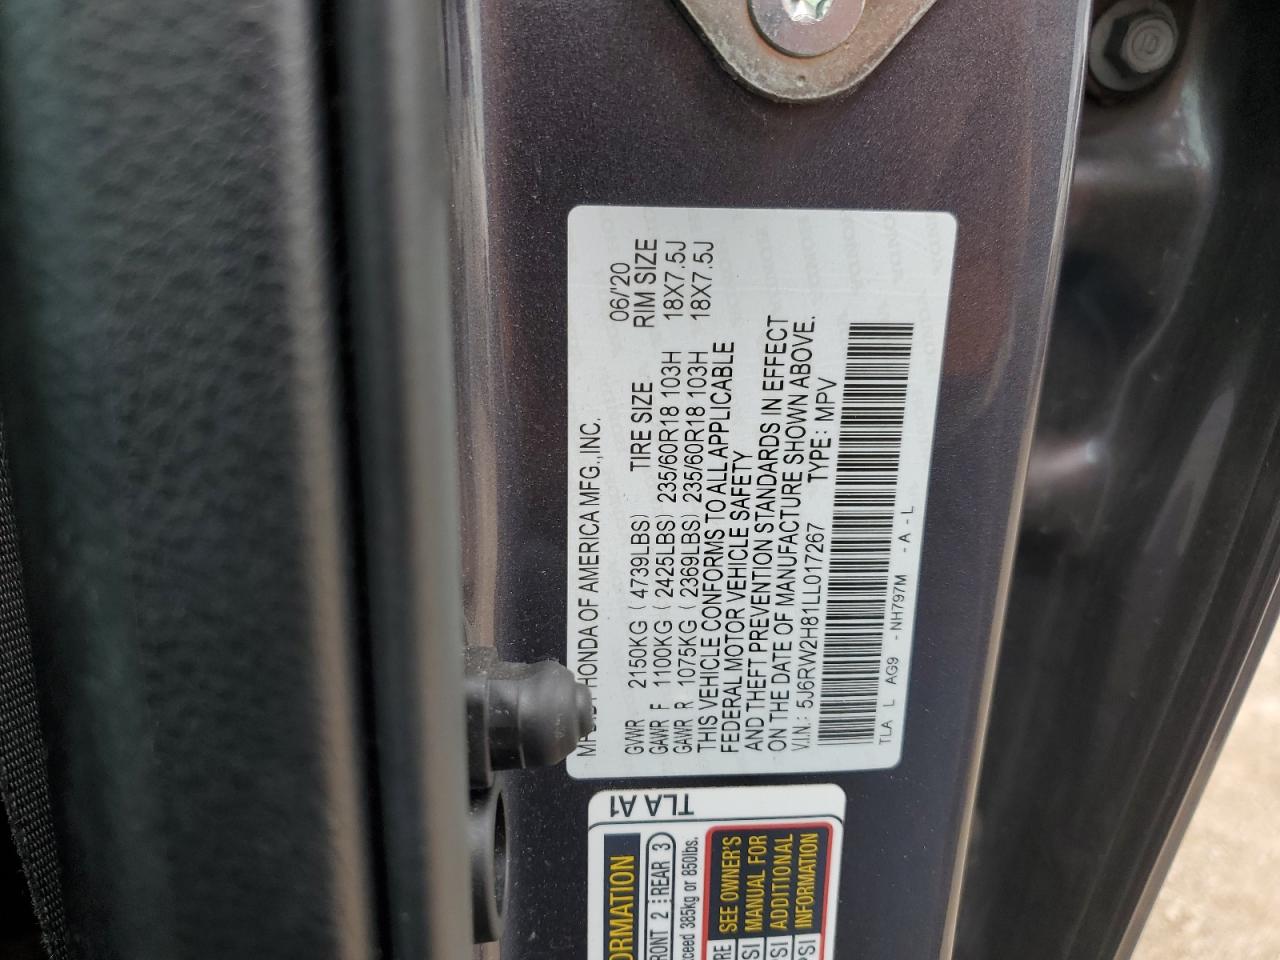 HONDA OF AMERICA MFG.,INC. 06/'20
GVWR 2150KG ( 4739LBS) TIRE SIZE RIM SIZE
GAWR F 1100KG ( 2425LBS) 235/60R18 103H 18X7.5J
GAWR R 1075KG ( 2369LBS) 235/60R18 103H 18X7.5J
THIS VEHICLE CONFORMS TO ALL APPLICABLE
FEDERAL MOTOR VEHICLE SAFETY
AND THEFT PREVENTION STANDARDS IN EFFECT
ON THE DATE OF MANUFACTURE SHOWN ABOVE.
V.I.N.: 5J6RW2H81LL017267 TYPE: MPV
TLA L AG9 - NH797M - A - L
TLA A1
FRONT 2 REAR 3
385kg or 850lbs.
SEE OWNER'S
MANUAL FOR
ADDITIONAL
INFORMATION